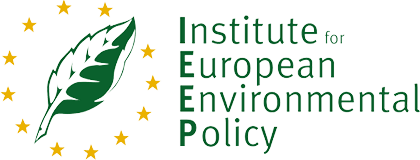 Institute for
European
Environmental
Policy